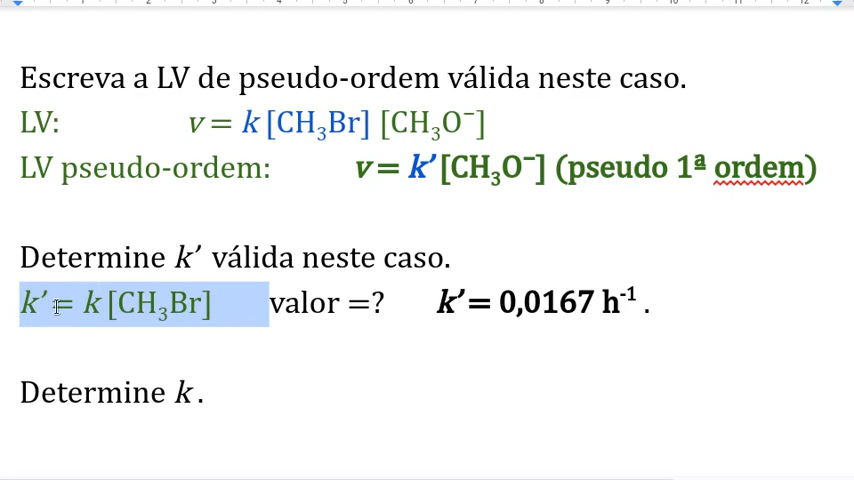 Escreva a LV de pseudo-ordem válida neste caso.
LV: v = k [CH₃Br] [CH₃O⁻]
LV pseudo-ordem: v = k’ [CH₃O⁻] (pseudo 1ª ordem)
Determine k’ válida neste caso.
k’ = k [CH₃Br] valor =? k’ = 0,0167 h⁻¹ .
Determine k .